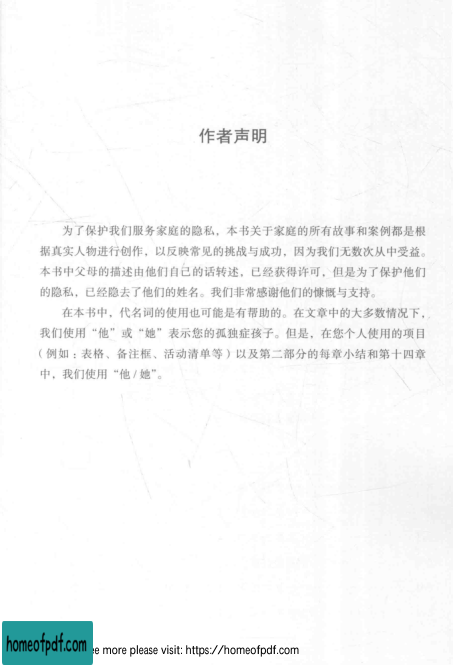 作者声明
为了保护我们服务家庭的隐私，本书关于家庭的所有故事和案例都是根
据真实人物进行创作，以反映常见的挑战与成功，因为我们无数次从中受益。
本书中父母的描述由他们自己的话转述，已经获得许可，但是为了保护他们
的隐私，已经隐去了他们的姓名。我们非常感谢他们的慷慨与支持。
在本书中，代名词的使用也可能是有帮助的。在文章中的大多数情况下，
我们使用“他”或“她”表示您的孤独症孩子。但是，在您个人使用的项目
（例如：表格、备注框、活动清单等）以及第二部分的每章小结和第十四章
中，我们使用“他 / 她”。
homeofpdf.com
ee more please visit: https://homeofpdf.com